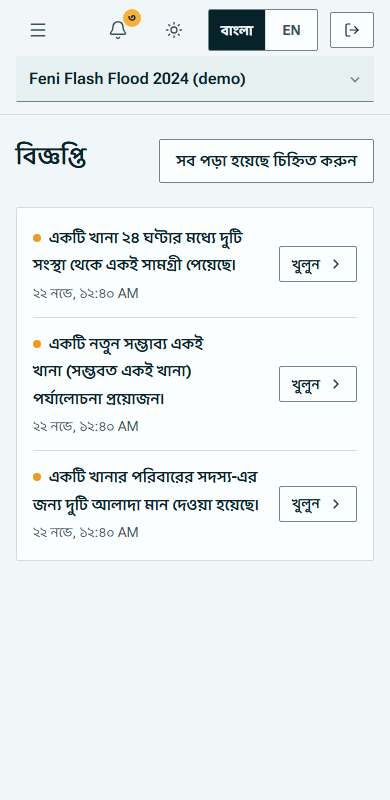 ৩
বাংলা
EN
Feni Flash Flood 2024 (demo)
বিজ্ঞপ্তি
সব পড়া হয়েছে চিহ্নিত করুন
একটি খানা ২৪ ঘণ্টার মধ্যে দুটি
সংস্থা থেকে একই সামগ্রী পেয়েছে।
২২ নভে, ১২:৪০ AM
খুলুন
একটি নতুন সম্ভাব্য একই
খানা (সম্ভবত একই খানা)
পর্যালোচনা প্রয়োজন।
২২ নভে, ১২:৪০ AM
খুলুন
একটি খানার পরিবারের সদস্য-এর
জন্য দুটি আলাদা মান দেওয়া হয়েছে।
২২ নভে, ১২:৪০ AM
খুলুন